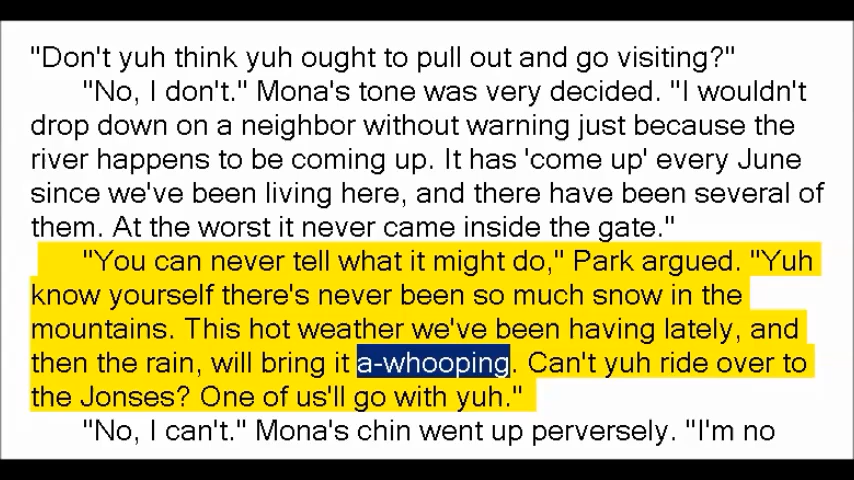 "Don't yuh think yuh ought to pull out and go visiting?"
"No, I don't." Mona's tone was very decided. "I wouldn't
drop down on a neighbor without warning just because the
river happens to be coming up. It has 'come up' every June
since we've been living here, and there have been several of
them. At the worst it never came inside the gate."
"You can never tell what it might do," Park argued. "Yuh
know yourself there's never been so much snow in the
mountains. This hot weather we've been having lately, and
then the rain, will bring it a-whooping. Can't yuh ride over to
the Jonses? One of us'll go with yuh."
"No, I can't." Mona's chin went up perversely. "I'm no